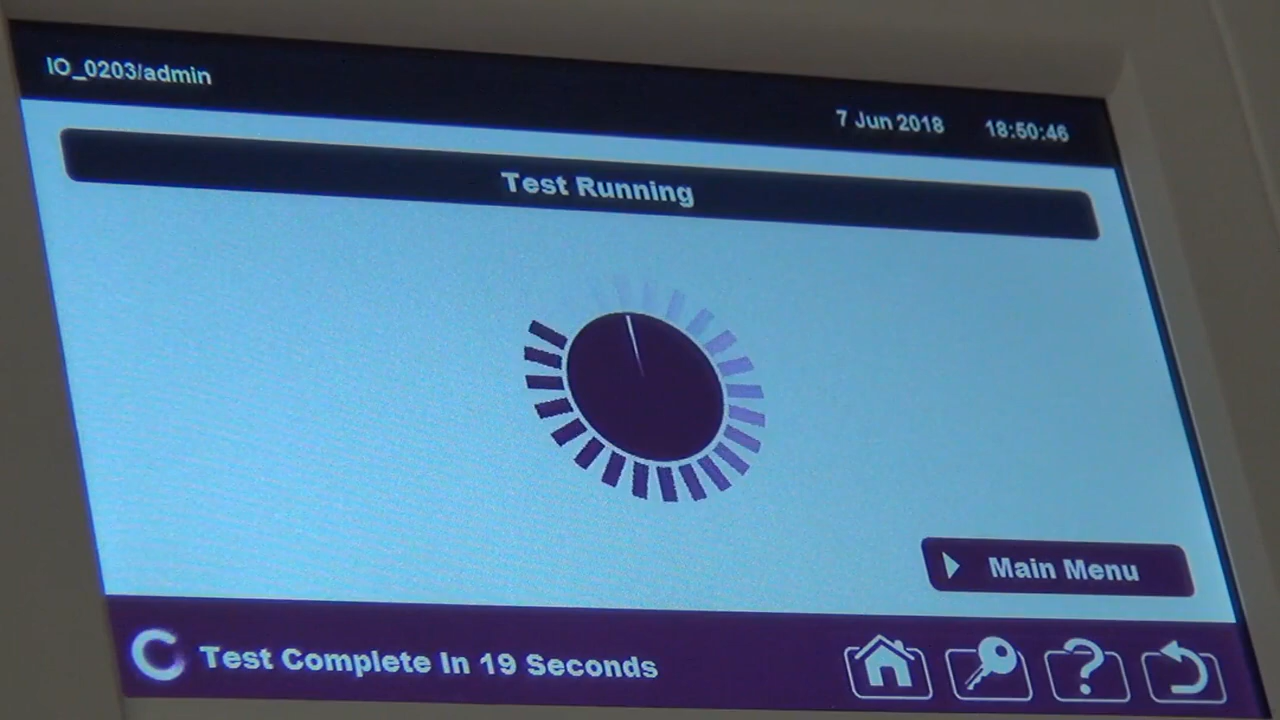 IO_0203/admin
7 Jun 2018 18:50:46
Test Running
Main Menu
Test Complete In 19 Seconds
?